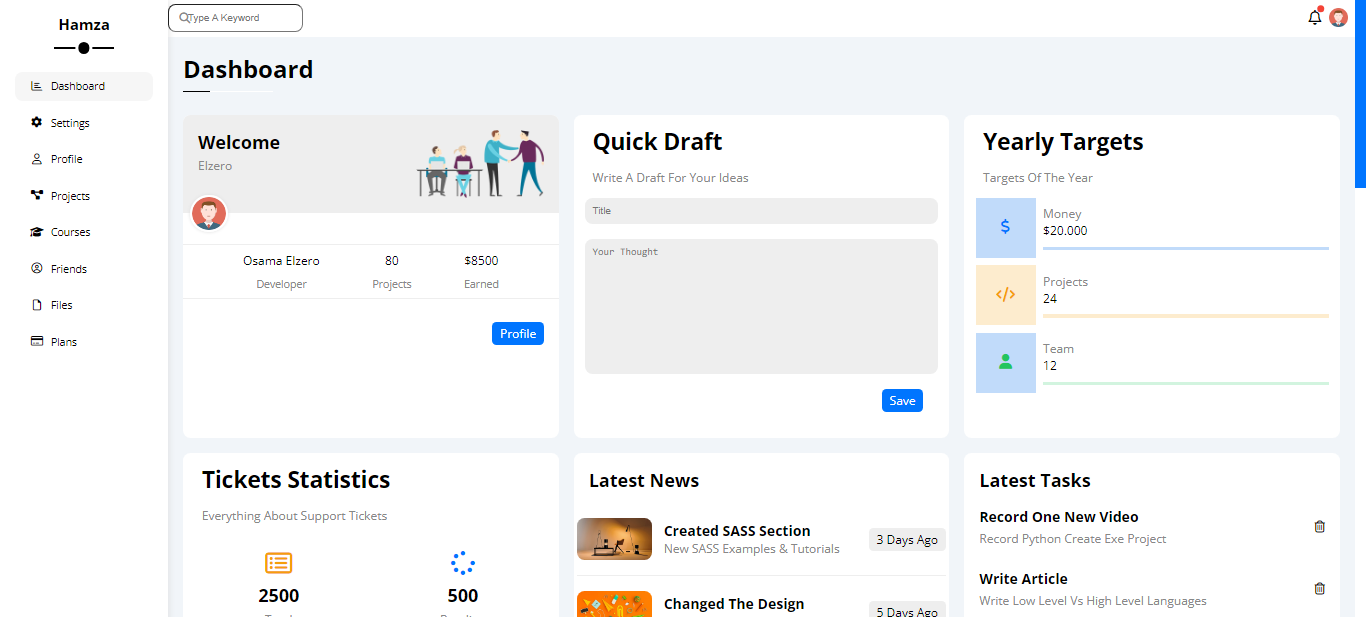 Hamza
Type A Keyword
Dashboard
Settings
Profile
Projects
Courses
Friends
Files
Plans
Dashboard
Welcome
Elzero
Osama Elzero
Developer
80
Projects
$8500
Earned
Profile
Quick Draft
Write A Draft For Your Ideas
Title
Your Thought
Save
Yearly Targets
Targets Of The Year
$
Money
$20.000
</>
Projects
24
Team
12
Tickets Statistics
Everything About Support Tickets
2500
500
Latest News
Created SASS Section
New SASS Examples & Tutorials
3 Days Ago
Changed The Design
5 Days Ago
Latest Tasks
Record One New Video
Record Python Create Exe Project
Write Article
Write Low Level Vs High Level Languages